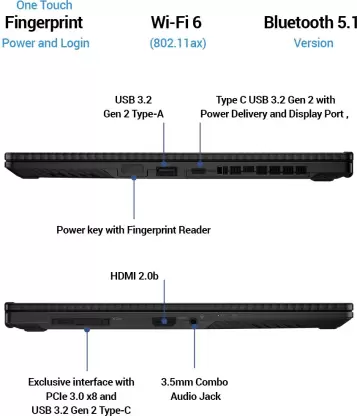 One Touch
Fingerprint
Power and Login
Wi-Fi 6
(802.11ax)
Bluetooth 5.1
Version
USB 3.2
Gen 2 Type-A
Type C USB 3.2 Gen 2 with
Power Delivery and Display Port ,
Power key with Fingerprint Reader
HDMI 2.0b
Exclusive interface with
PCIe 3.0 x8 and
USB 3.2 Gen 2 Type-C
3.5mm Combo
Audio Jack